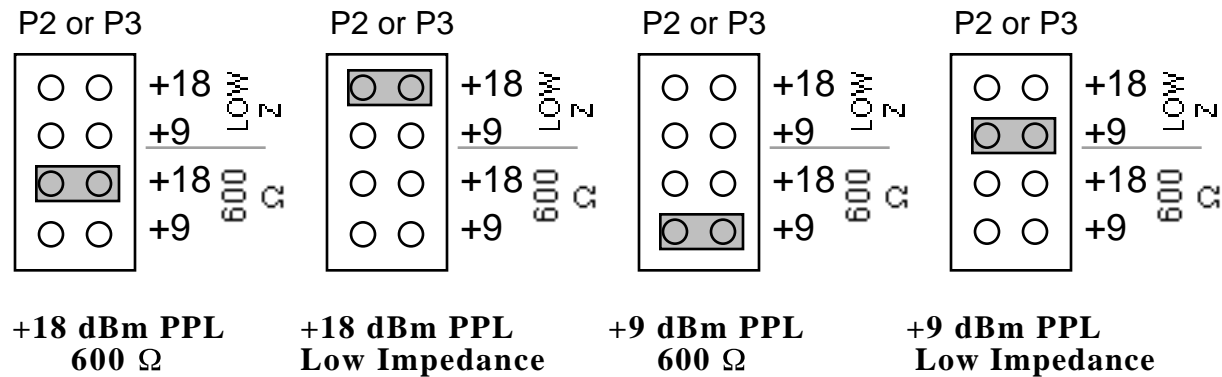 P2 or P3 P2 or P3 P2 or P3 P2 or P3
+18 +18 +18 +18
LOW Z LOW Z LOW Z LOW Z
+9 +9 +9 +9
+18 +18 +18 +18
600 Ω 600 Ω 600 Ω 600 Ω
+9 +9 +9 +9
+18 dBm PPL +18 dBm PPL +9 dBm PPL +9 dBm PPL
600 Ω Low Impedance 600 Ω Low Impedance